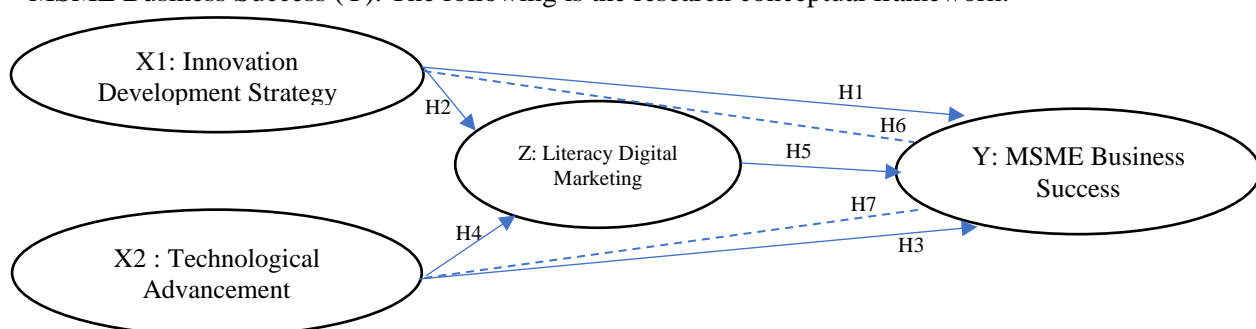 MSME Business Success (Y). The following is the research conceptual framework:
X1: Innovation
Development Strategy
H1
H2
H6
Z: Literacy Digital
Marketing
H5
Y: MSME Business
Success
H7
H4
H3
X2 : Technological
Advancement